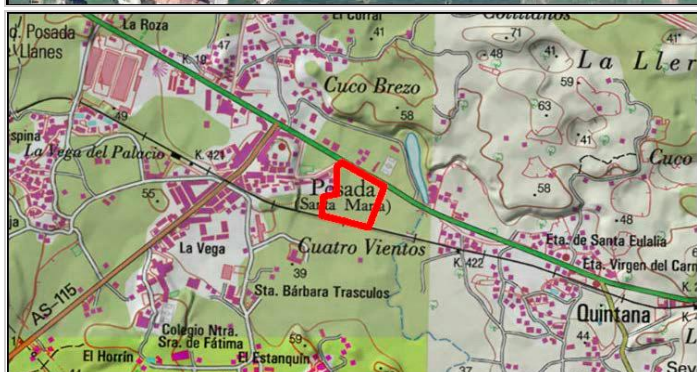 La Roza
El Corral
d. Posada
Llanes
47
41
71
48
41
41
La Ller
K. 19
Cuco Brezo
59
63
49
58
spina
La Vega del Palacio
K. 421
41
Cuco
Posada
(Santa María)
58
55
48
ja
La Vega
Cuatro Vientos
K. 422
Eta. de Santa Eulalia
39
Eta. Virgen del Carm
Sta. Bárbara Trasculos
AS-115
Quintana
Colegio Ntrá.
Sra. de Fátima
59
44
El Horrín
El Estanquín
37